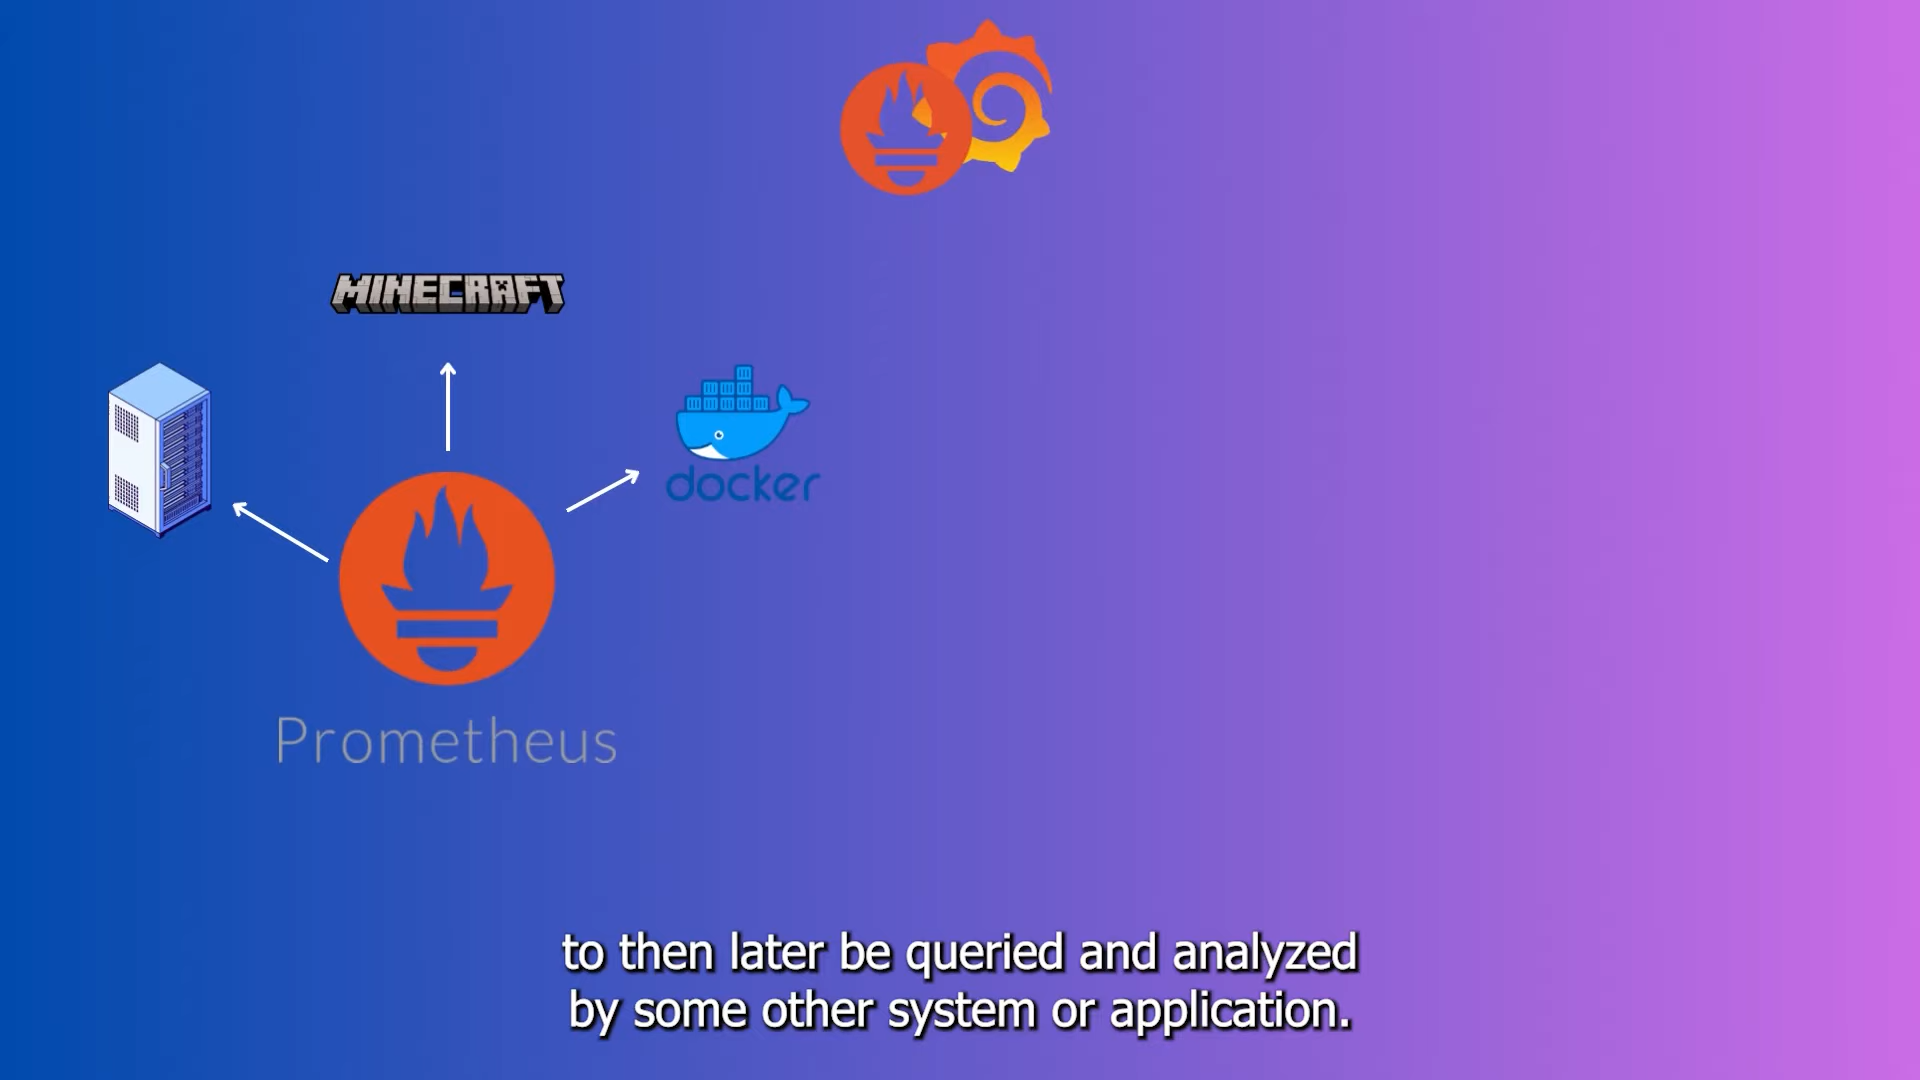 MINECRAFT
docker
Prometheus
to then later be queried and analyzed
by some other system or application.